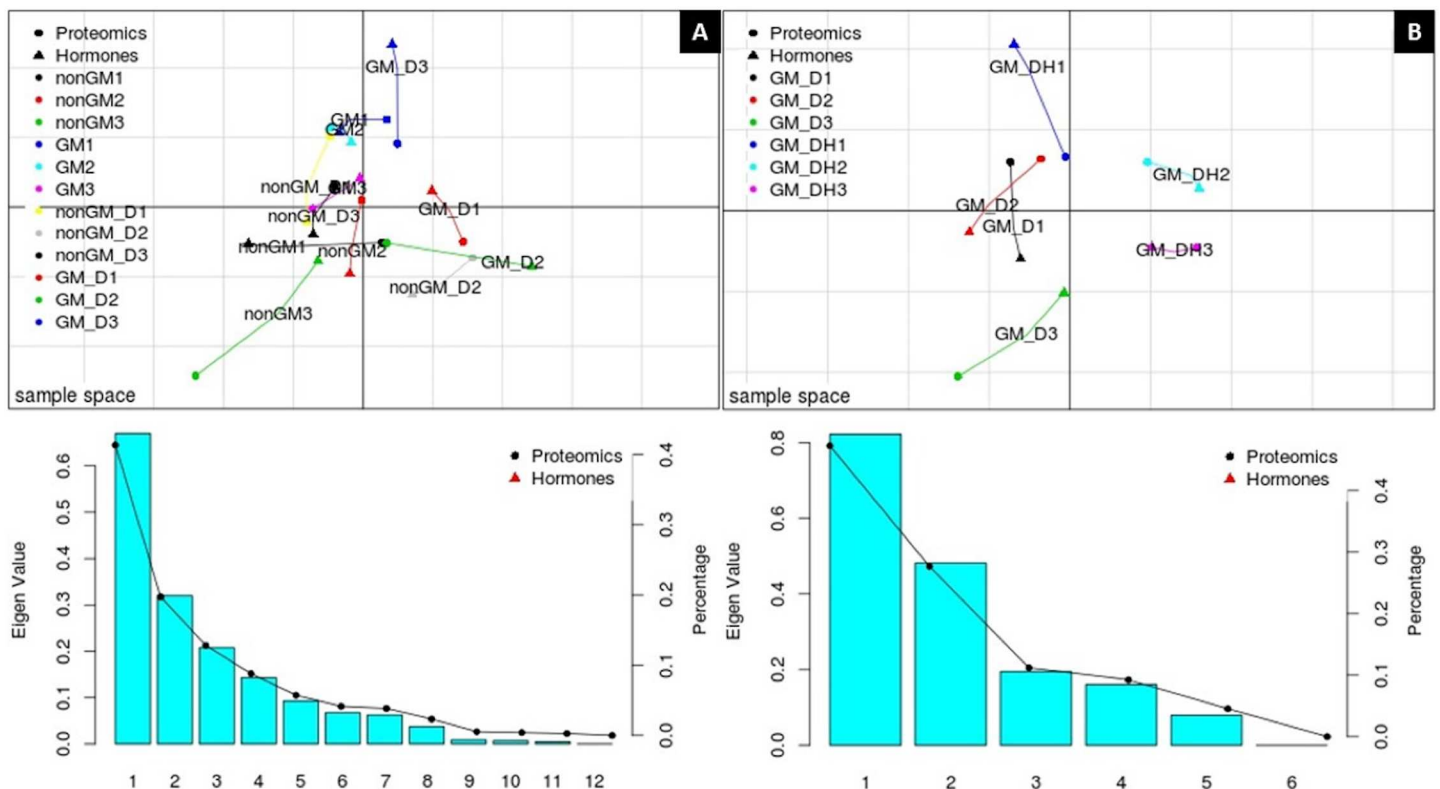 A
Proteomics
Hormones
nonGM1
nonGM2
nonGM3
GM1
GM2
GM3
nonGM_D1
nonGM_D2
nonGM_D3
GM_D1
GM_D2
GM_D3
GM_D3
GM1
GM2
GM3
nonGM_D3
GM_D1
nonGM1
nonGM2
GM_D2
nonGM_D2
nonGM3
sample space
B
Proteomics
Hormones
GM_D1
GM_D2
GM_D3
GM_DH1
GM_DH2
GM_DH3
GM_DH1
GM_DH2
GM_D2
GM_D1
GM_DH3
GM_D3
sample space
Proteomics
Hormones
Eigen Value
0.0 0.1 0.2 0.3 0.4 0.5 0.6
Percentage
0.0 0.1 0.2 0.3 0.4
1 2 3 4 5 6 7 8 9 10 11 12
Proteomics
Hormones
Eigen Value
0.0 0.2 0.4 0.6 0.8
Percentage
0.0 0.1 0.2 0.3 0.4
1 2 3 4 5 6